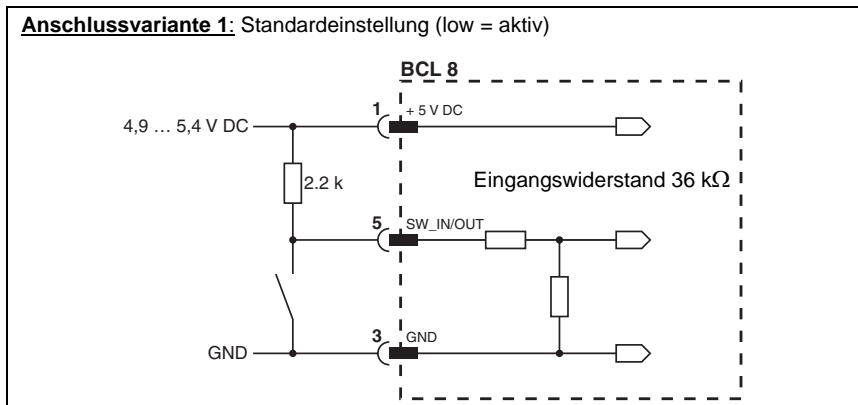 Anschlussvariante 1: Standardeinstellung (low = aktiv)
BCL 8
4,9 … 5,4 V DC
1
+ 5 V DC
2.2 k
Eingangswiderstand 36 kΩ
5
SW_IN/OUT
GND
3
GND